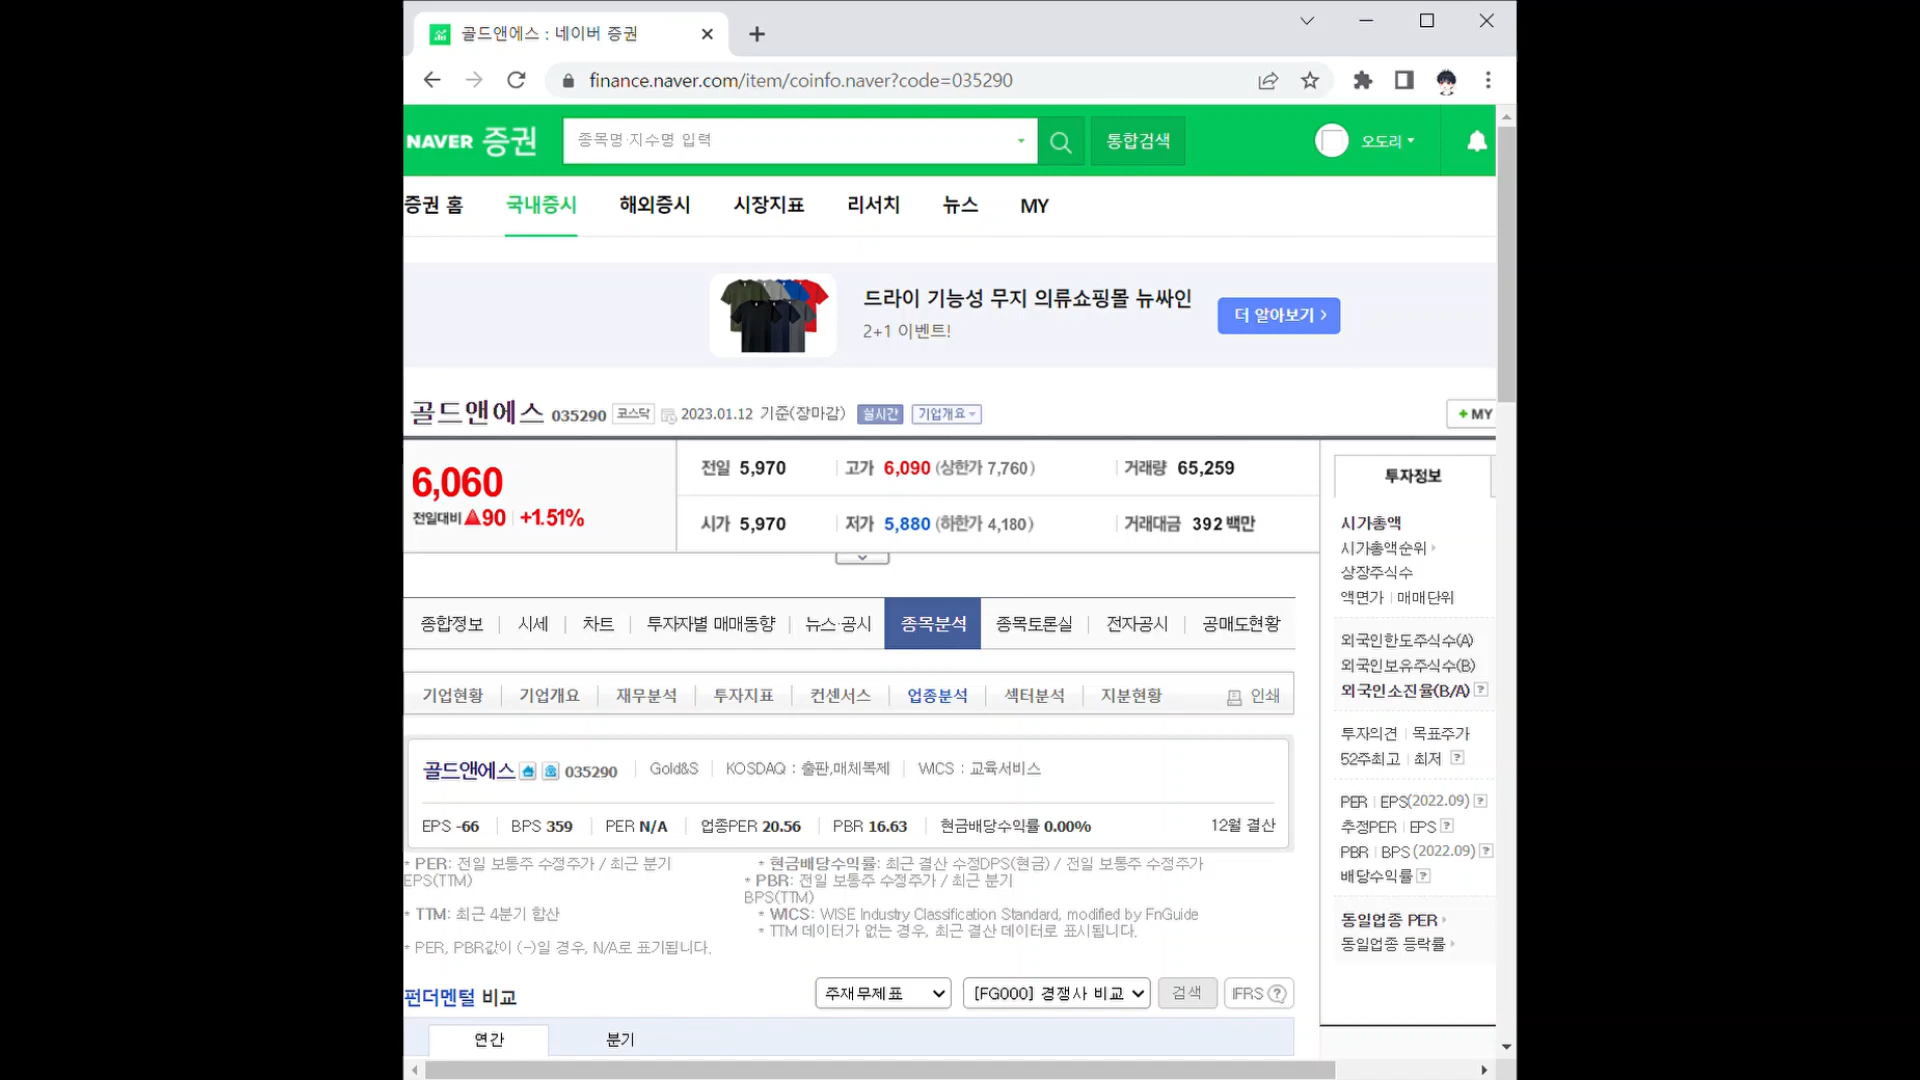 골드앤에스 : 네이버 증권
finance.naver.com/item/coinfo.naver?code=035290
NAVER 증권 종목명·지수명 입력 통합검색 오도리
증권 홈 국내증시 해외증시 시장지표 리서치 뉴스 MY
드라이 기능성 무지 의류쇼핑몰 뉴싸인
2+1 이벤트!
더 알아보기
골드앤에스 035290 코스닥 2023.01.12 기준(장마감) 실시간 기업개요
+ MY
6,060
전일대비 ▲90 +1.51%
전일 5,970 고가 6,090 (상한가 7,760) 거래량 65,259
시가 5,970 저가 5,880 (하한가 4,180) 거래대금 392 백만
종합정보 시세 차트 투자자별 매매동향 뉴스·공시 종목분석 종목토론실 전자공시 공매도현황
기업현황 기업개요 재무분석 투자지표 컨센서스 업종분석 섹터분석 지분현황 인쇄
골드앤에스 035290 Gold&S KOSDAQ : 출판,매체복제 WICS : 교육서비스
EPS -66 BPS 359 PER N/A 업종PER 20.56 PBR 16.63 현금배당수익률 0.00% 12월 결산
* PER: 전일 보통주 수정주가 / 최근 분기
EPS(TTM)
* TTM: 최근 4분기 합산
* PER, PBR값이 (-)일 경우, N/A로 표기됩니다.
* 현금배당수익률: 최근 결산 수정DPS(현금) / 전일 보통주 수정주가
* PBR: 전일 보통주 수정주가 / 최근 분기
BPS(TTM)
* WICS: WISE Industry Classification Standard, modified by FnGuide
* TTM 데이터가 없는 경우, 최근 결산 데이터로 표시됩니다.
펀더멘털 비교 주재무제표 [FG000] 경쟁사 비교 검색 IFRS ?
연간 분기
투자정보
시가총액
시가총액순위
상장주식수
액면가 | 매매단위
외국인한도주식수(A)
외국인보유주식수(B)
외국인소진율(B/A) ?
투자의견 | 목표주가
52주최고 | 최저 ?
PER | EPS(2022.09) ?
추정PER | EPS ?
PBR | BPS (2022.09) ?
배당수익률 ?
동일업종 PER
동일업종 등락률